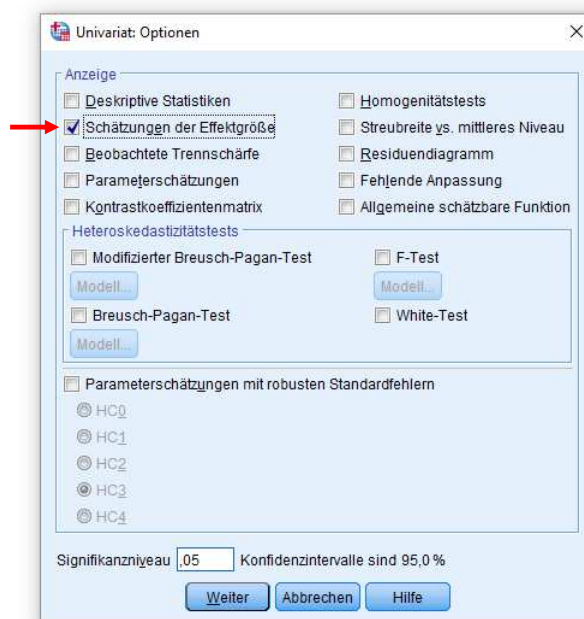 Univariat: Optionen
Anzeige
Deskriptive Statistiken
Homogenitätstests
Schätzungen der Effektgröße
Streubreite vs. mittleres Niveau
Beobachtete Trennschärfe
Residuendiagramm
Parameterschätzungen
Fehlende Anpassung
Kontrastkoeffizientenmatrix
Allgemeine schätzbare Funktion
Heteroskedastizitätstests
Modifizierter Breusch-Pagan-Test
F-Test
Modell...
Modell...
Breusch-Pagan-Test
White-Test
Modell...
Parameterschätzungen mit robusten Standardfehlern
HC0
HC1
HC2
HC3
HC4
Signifikanzniveau ,05 Konfidenzintervalle sind 95,0 %
Weiter Abbrechen Hilfe